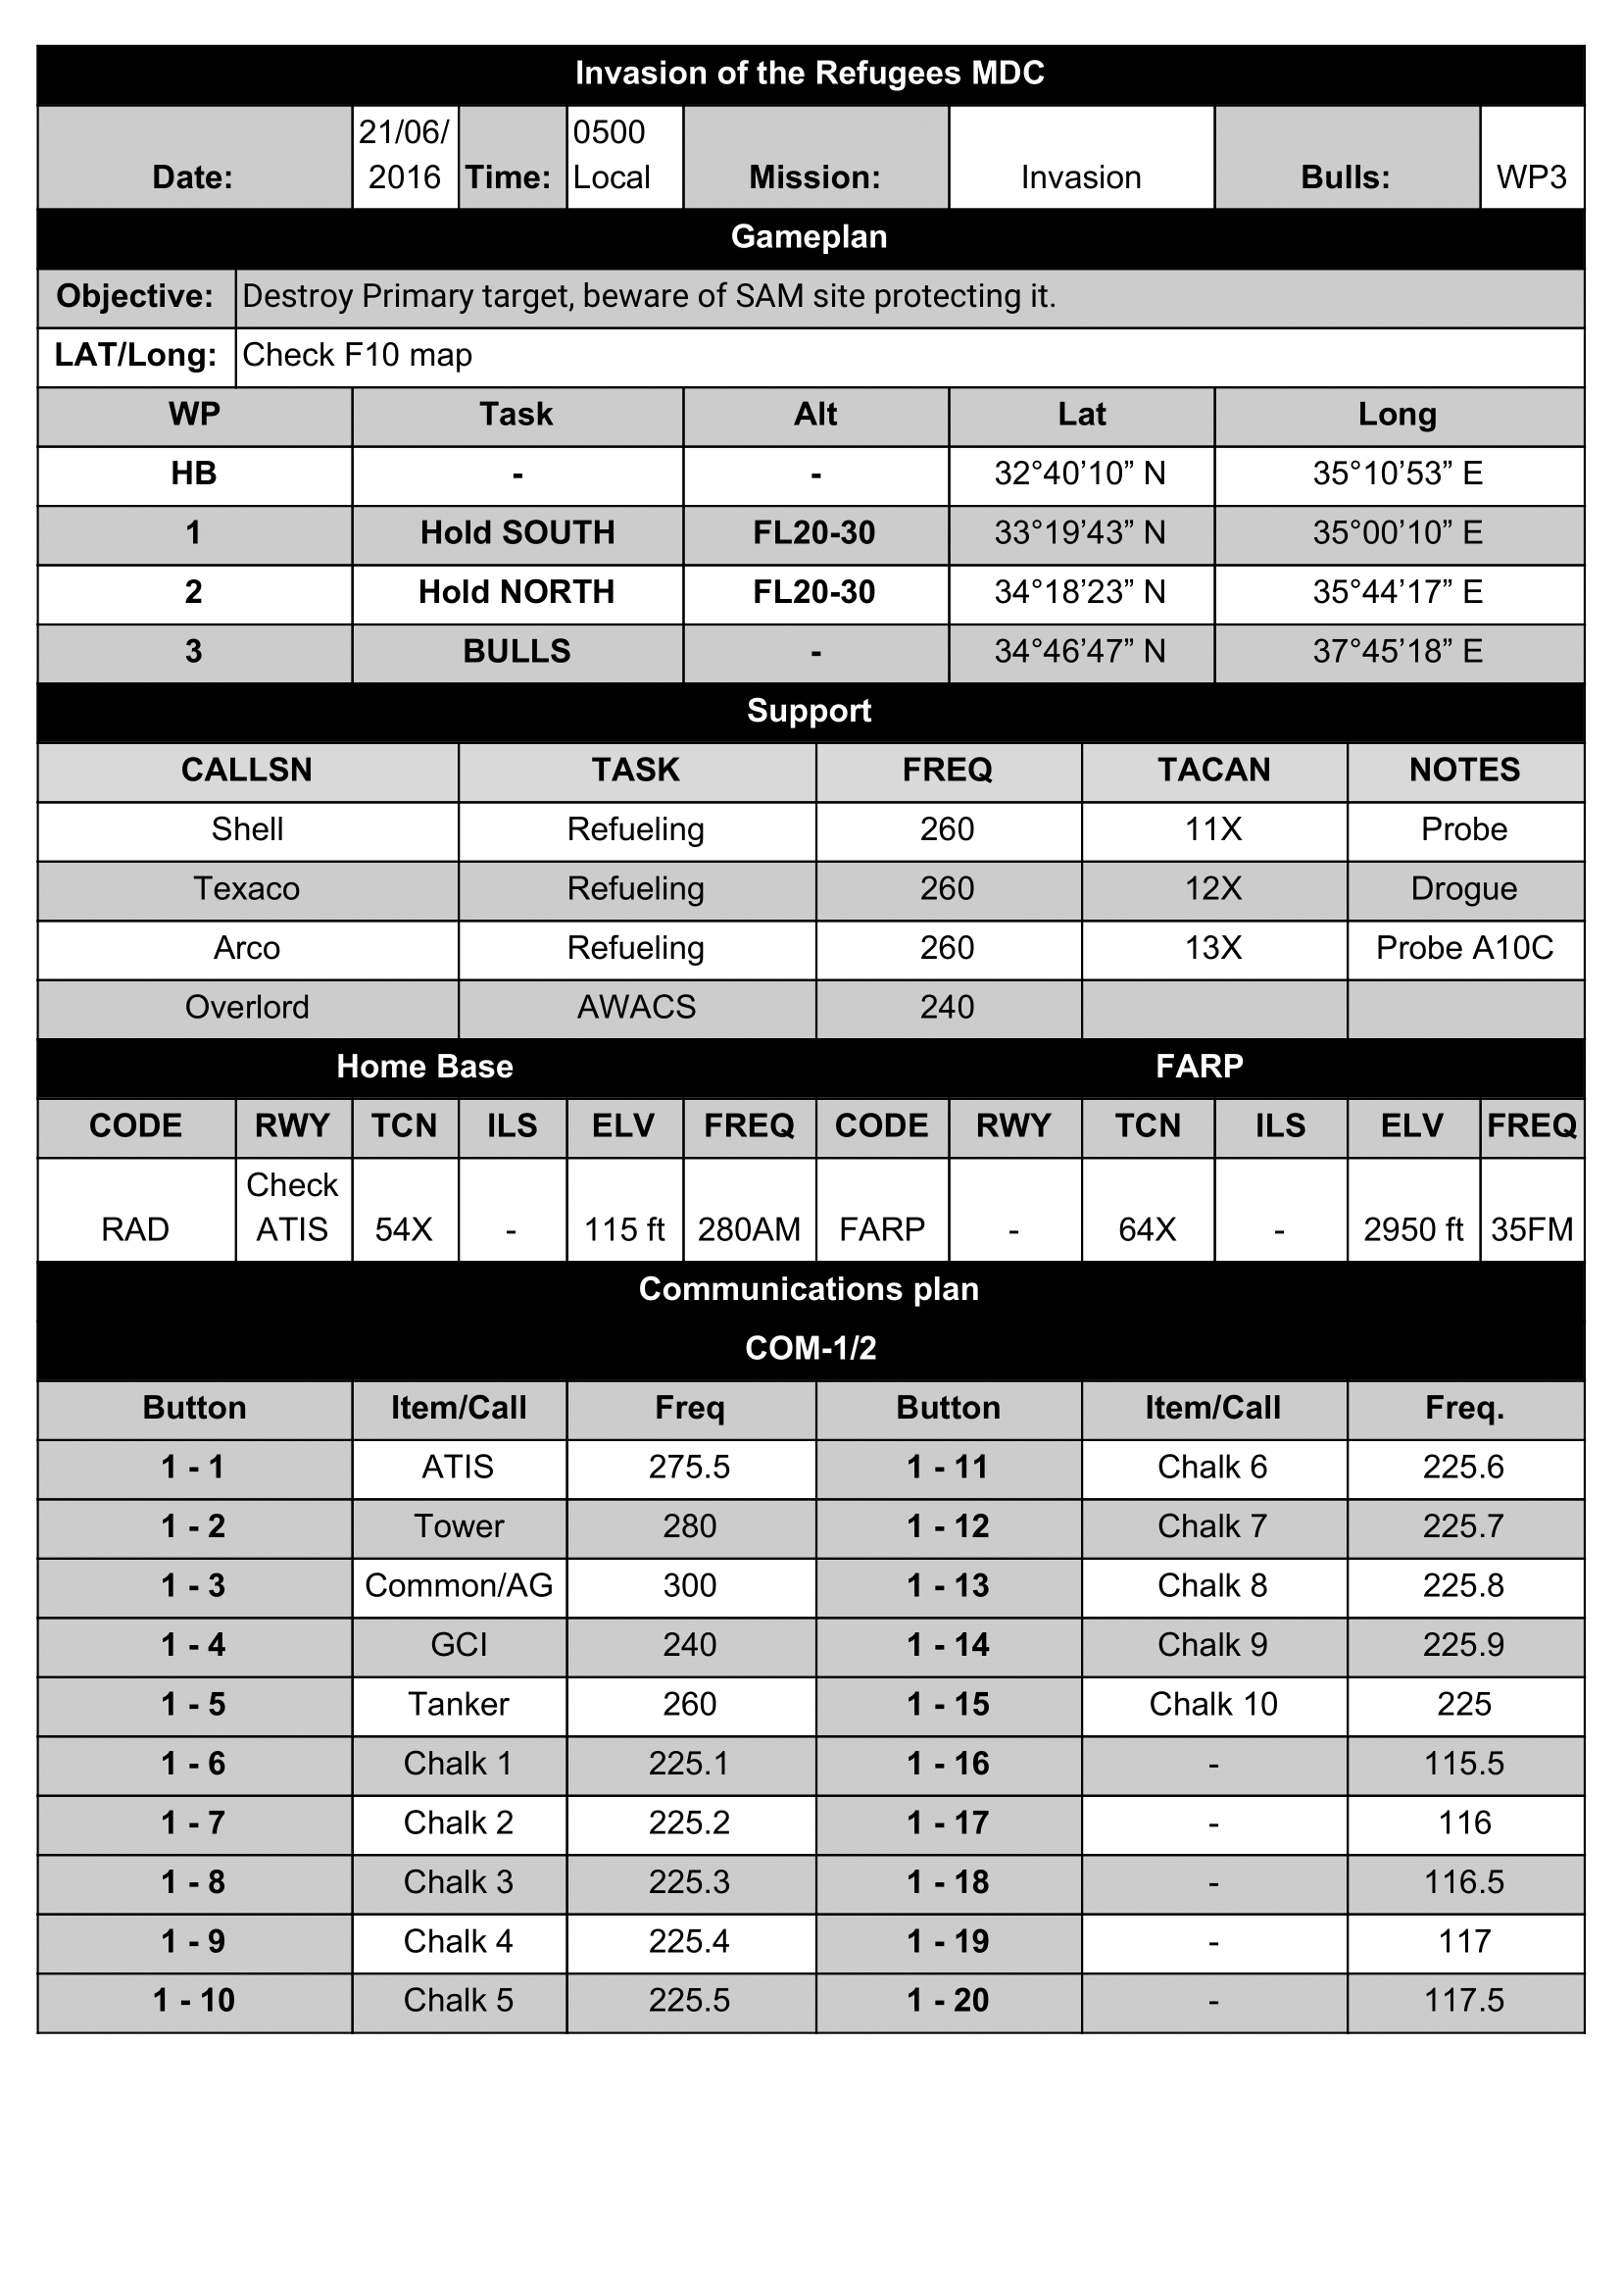 Invasion of the Refugees MDC
Date: 21/06/2016 Time: 0500 Local Mission: Invasion Bulls: WP3
Gameplan
Objective: Destroy Primary target, beware of SAM site protecting it.
LAT/Long: Check F10 map
WP Task Alt Lat Long
HB - - 32°40’10” N 35°10’53” E
1 Hold SOUTH FL20-30 33°19’43” N 35°00’10” E
2 Hold NORTH FL20-30 34°18’23” N 35°44’17” E
3 BULLS - 34°46’47” N 37°45’18” E
Support
CALLSN TASK FREQ TACAN NOTES
Shell Refueling 260 11X Probe
Texaco Refueling 260 12X Drogue
Arco Refueling 260 13X Probe A10C
Overlord AWACS 240
Home Base FARP
CODE RWY TCN ILS ELV FREQ CODE RWY TCN ILS ELV FREQ
RAD Check ATIS 54X - 115 ft 280AM FARP - 64X - 2950 ft 35FM
Communications plan
COM-1/2
Button Item/Call Freq Button Item/Call Freq.
1 - 1 ATIS 275.5 1 - 11 Chalk 6 225.6
1 - 2 Tower 280 1 - 12 Chalk 7 225.7
1 - 3 Common/AG 300 1 - 13 Chalk 8 225.8
1 - 4 GCI 240 1 - 14 Chalk 9 225.9
1 - 5 Tanker 260 1 - 15 Chalk 10 225
1 - 6 Chalk 1 225.1 1 - 16 - 115.5
1 - 7 Chalk 2 225.2 1 - 17 - 116
1 - 8 Chalk 3 225.3 1 - 18 - 116.5
1 - 9 Chalk 4 225.4 1 - 19 - 117
1 - 10 Chalk 5 225.5 1 - 20 - 117.5